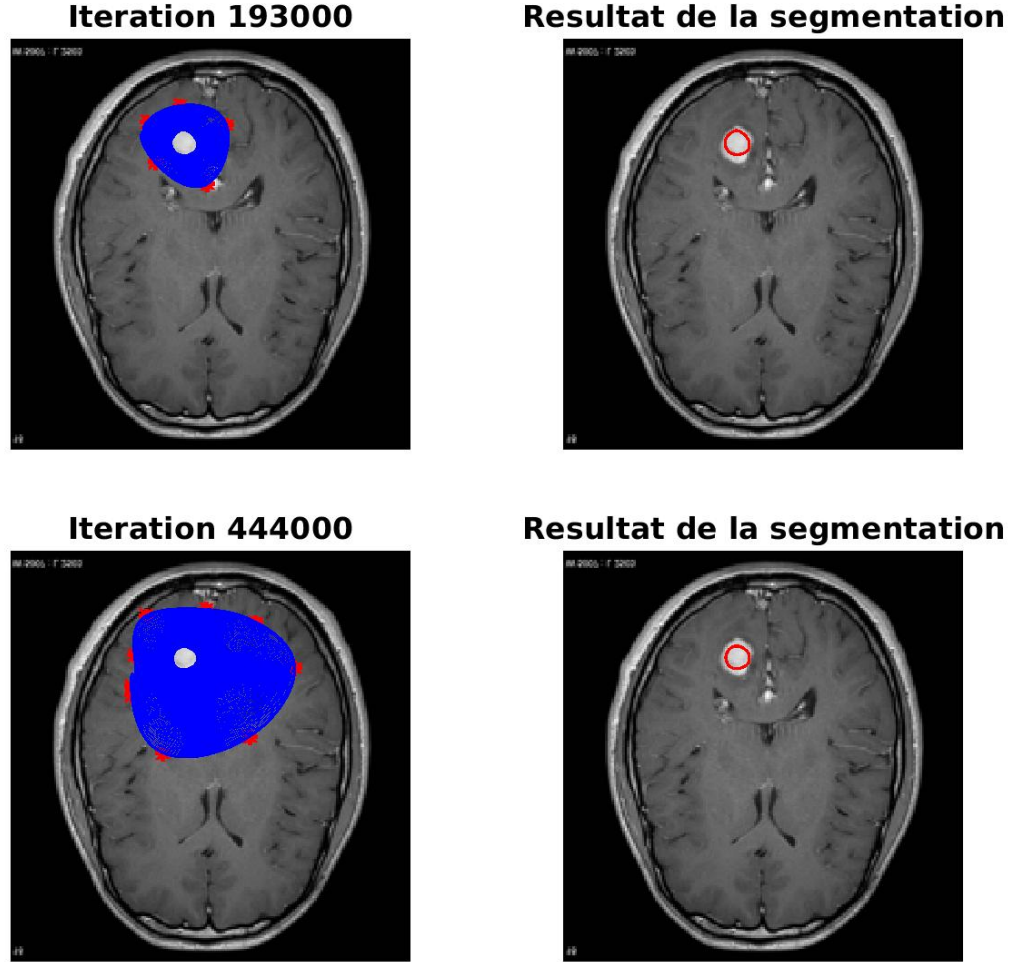 Iteration 193000
Resultat de la segmentation
Iteration 444000
Resultat de la segmentation